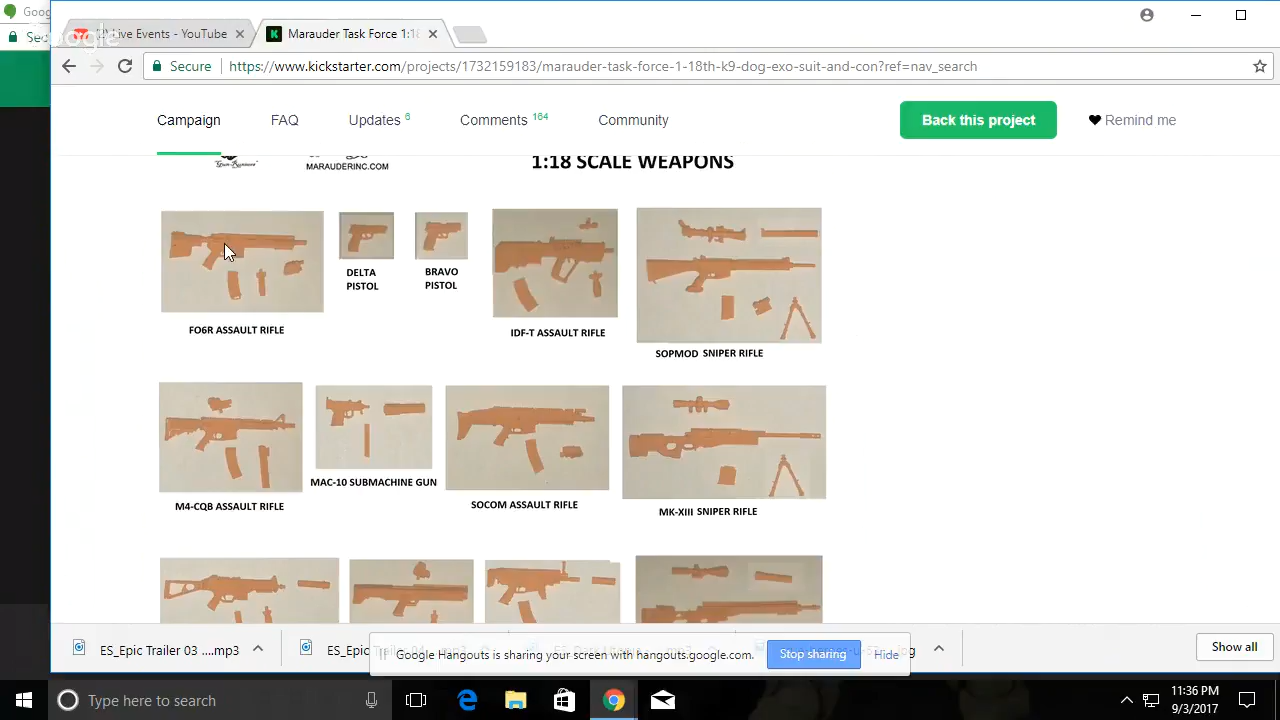 Goog
Live Events - YouTube
Marauder Task Force 1:18
Google
Sec
Secure
https://www.kickstarter.com/projects/1732159183/marauder-task-force-1-18th-k9-dog-exo-suit-and-con?ref=nav_search
Campaign
FAQ
Updates 6
Comments 164
Community
Back this project
Remind me
MARAUDERINC.COM
1:18 SCALE WEAPONS
DELTA
PISTOL
BRAVO
PISTOL
FO6R ASSAULT RIFLE
IDF-T ASSAULT RIFLE
SOPMOD SNIPER RIFLE
MAC-10 SUBMACHINE GUN
M4-CQB ASSAULT RIFLE
SOCOM ASSAULT RIFLE
MK-XIII SNIPER RIFLE
ES_Epic Trailer 03 ....mp3
ES_Epic
Google Hangouts is sharing your screen with hangouts.google.com.
Stop sharing
Hide
Show all
Type here to search
11:36 PM
9/3/2017